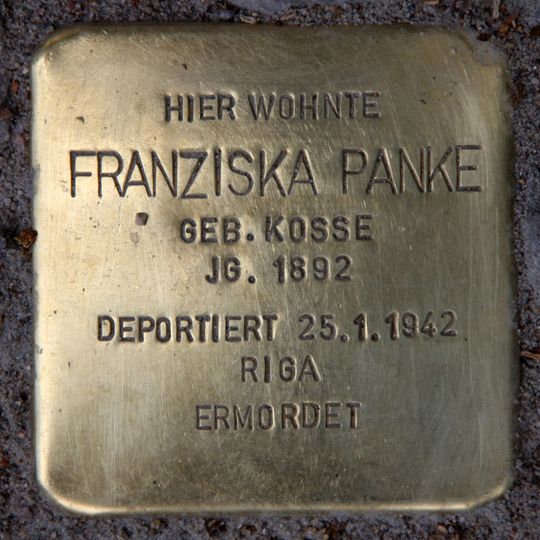 HIER WOHNTE
FRANZISKA PANKE
GEB. KOSSE
JG. 1892
DEPORTIERT 25.1.1942
RIGA
ERMORDET